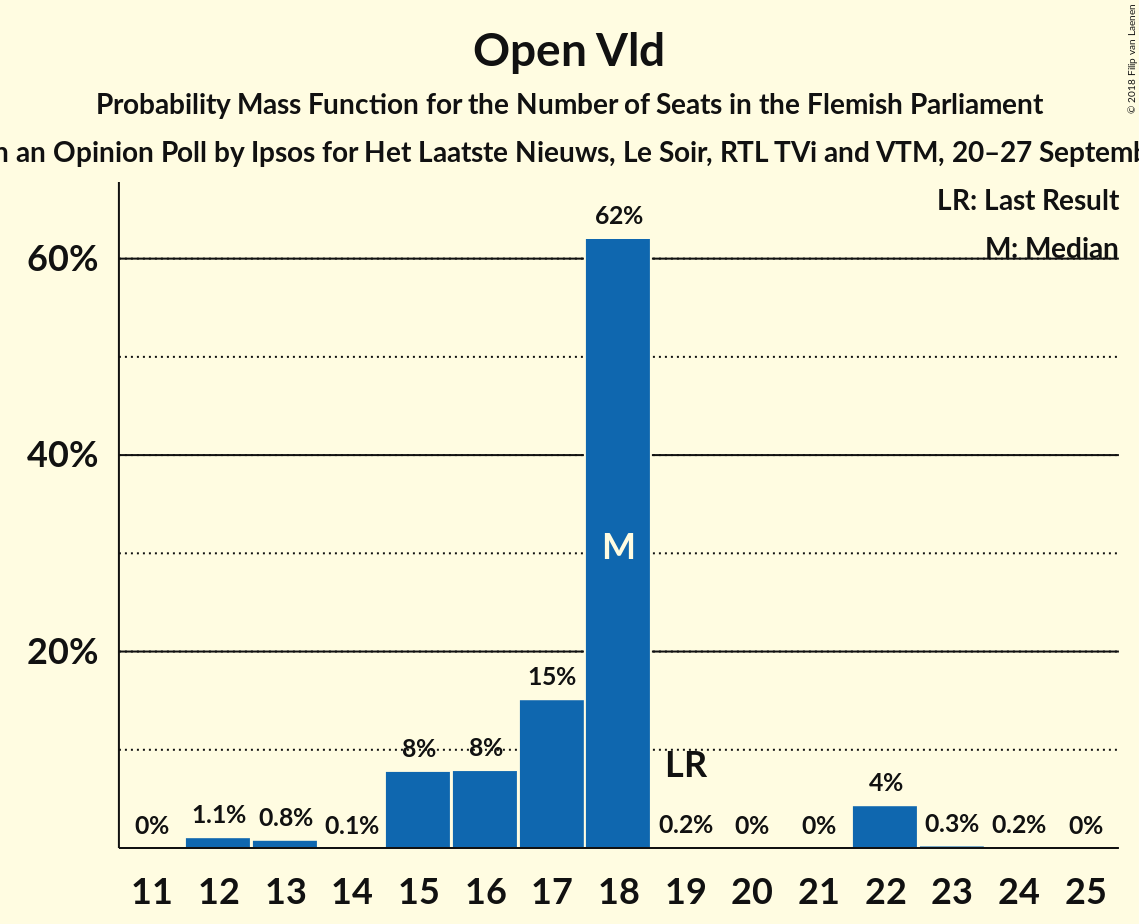 Open Vld
Probability Mass Function for the Number of Seats in the Flemish Parliament
an Opinion Poll by Ipsos for Het Laatste Nieuws, Le Soir, RTL TVi and VTM, 20–27
© 2018 Filip van Laenen
LR: Last Result
M: Median
60%
40%
20%
0%
1.1%
0.8%
0.1%
8%
8%
15%
62%
M
LR
0.2%
0%
0%
4%
0.3%
0.2%
0%
11 12 13 14 15 16 17 18 19 20 21 22 23 24 25